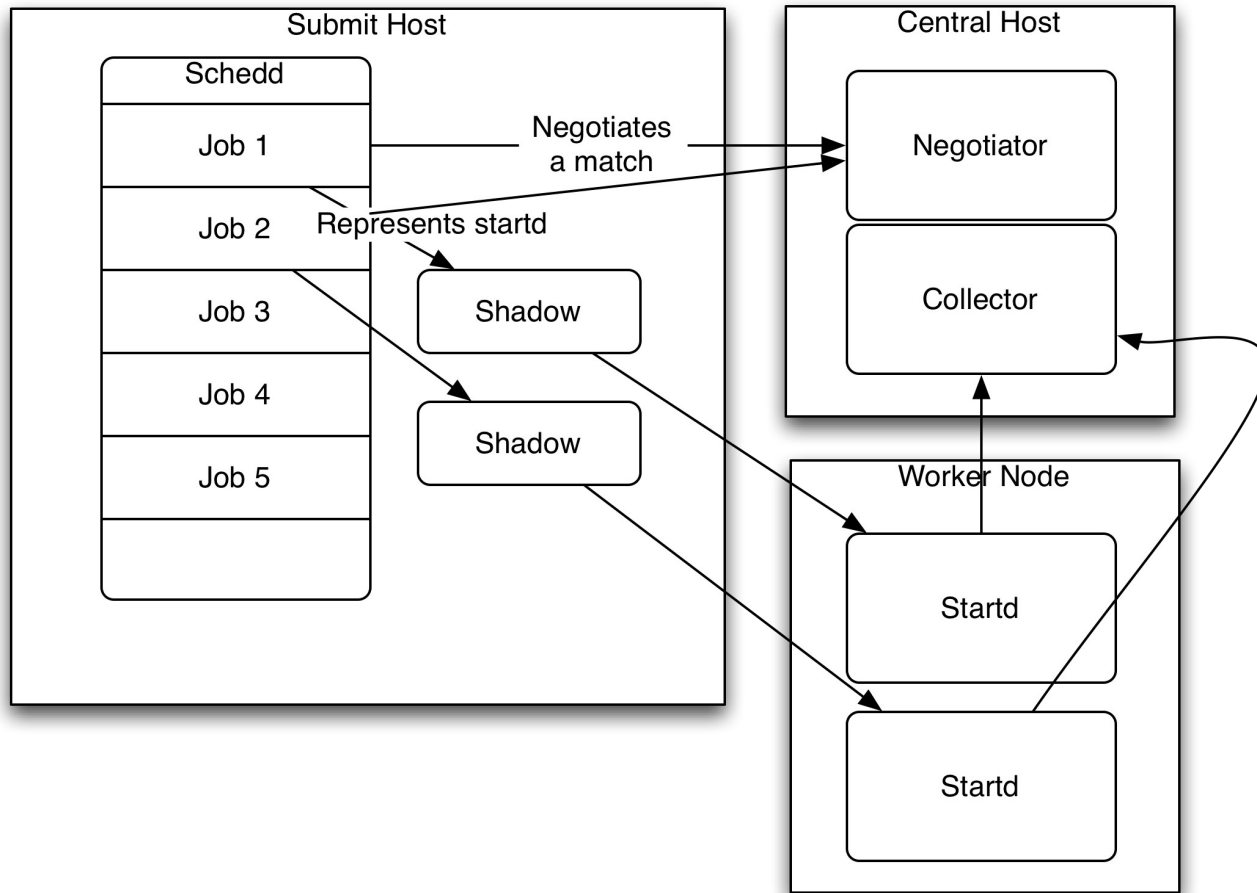 Submit Host
Schedd
Job 1
Job 2
Job 3
Job 4
Job 5
Negotiates
a match
Represents startd
Shadow
Shadow
Central Host
Negotiator
Collector
Worker Node
Startd
Startd